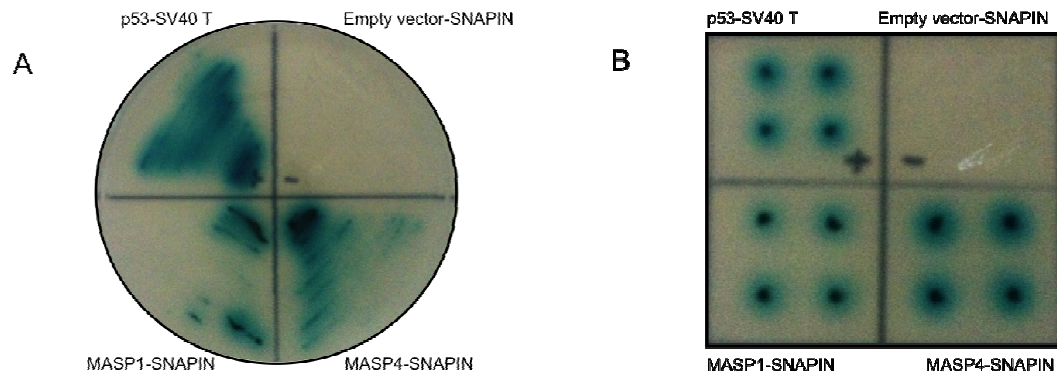 p53-SV40 T
Empty vector-SNAPIN
A
+
-
MASP1-SNAPIN
MASP4-SNAPIN
B
p53-SV40 T
Empty vector-SNAPIN
+
-
MASP1-SNAPIN
MASP4-SNAPIN